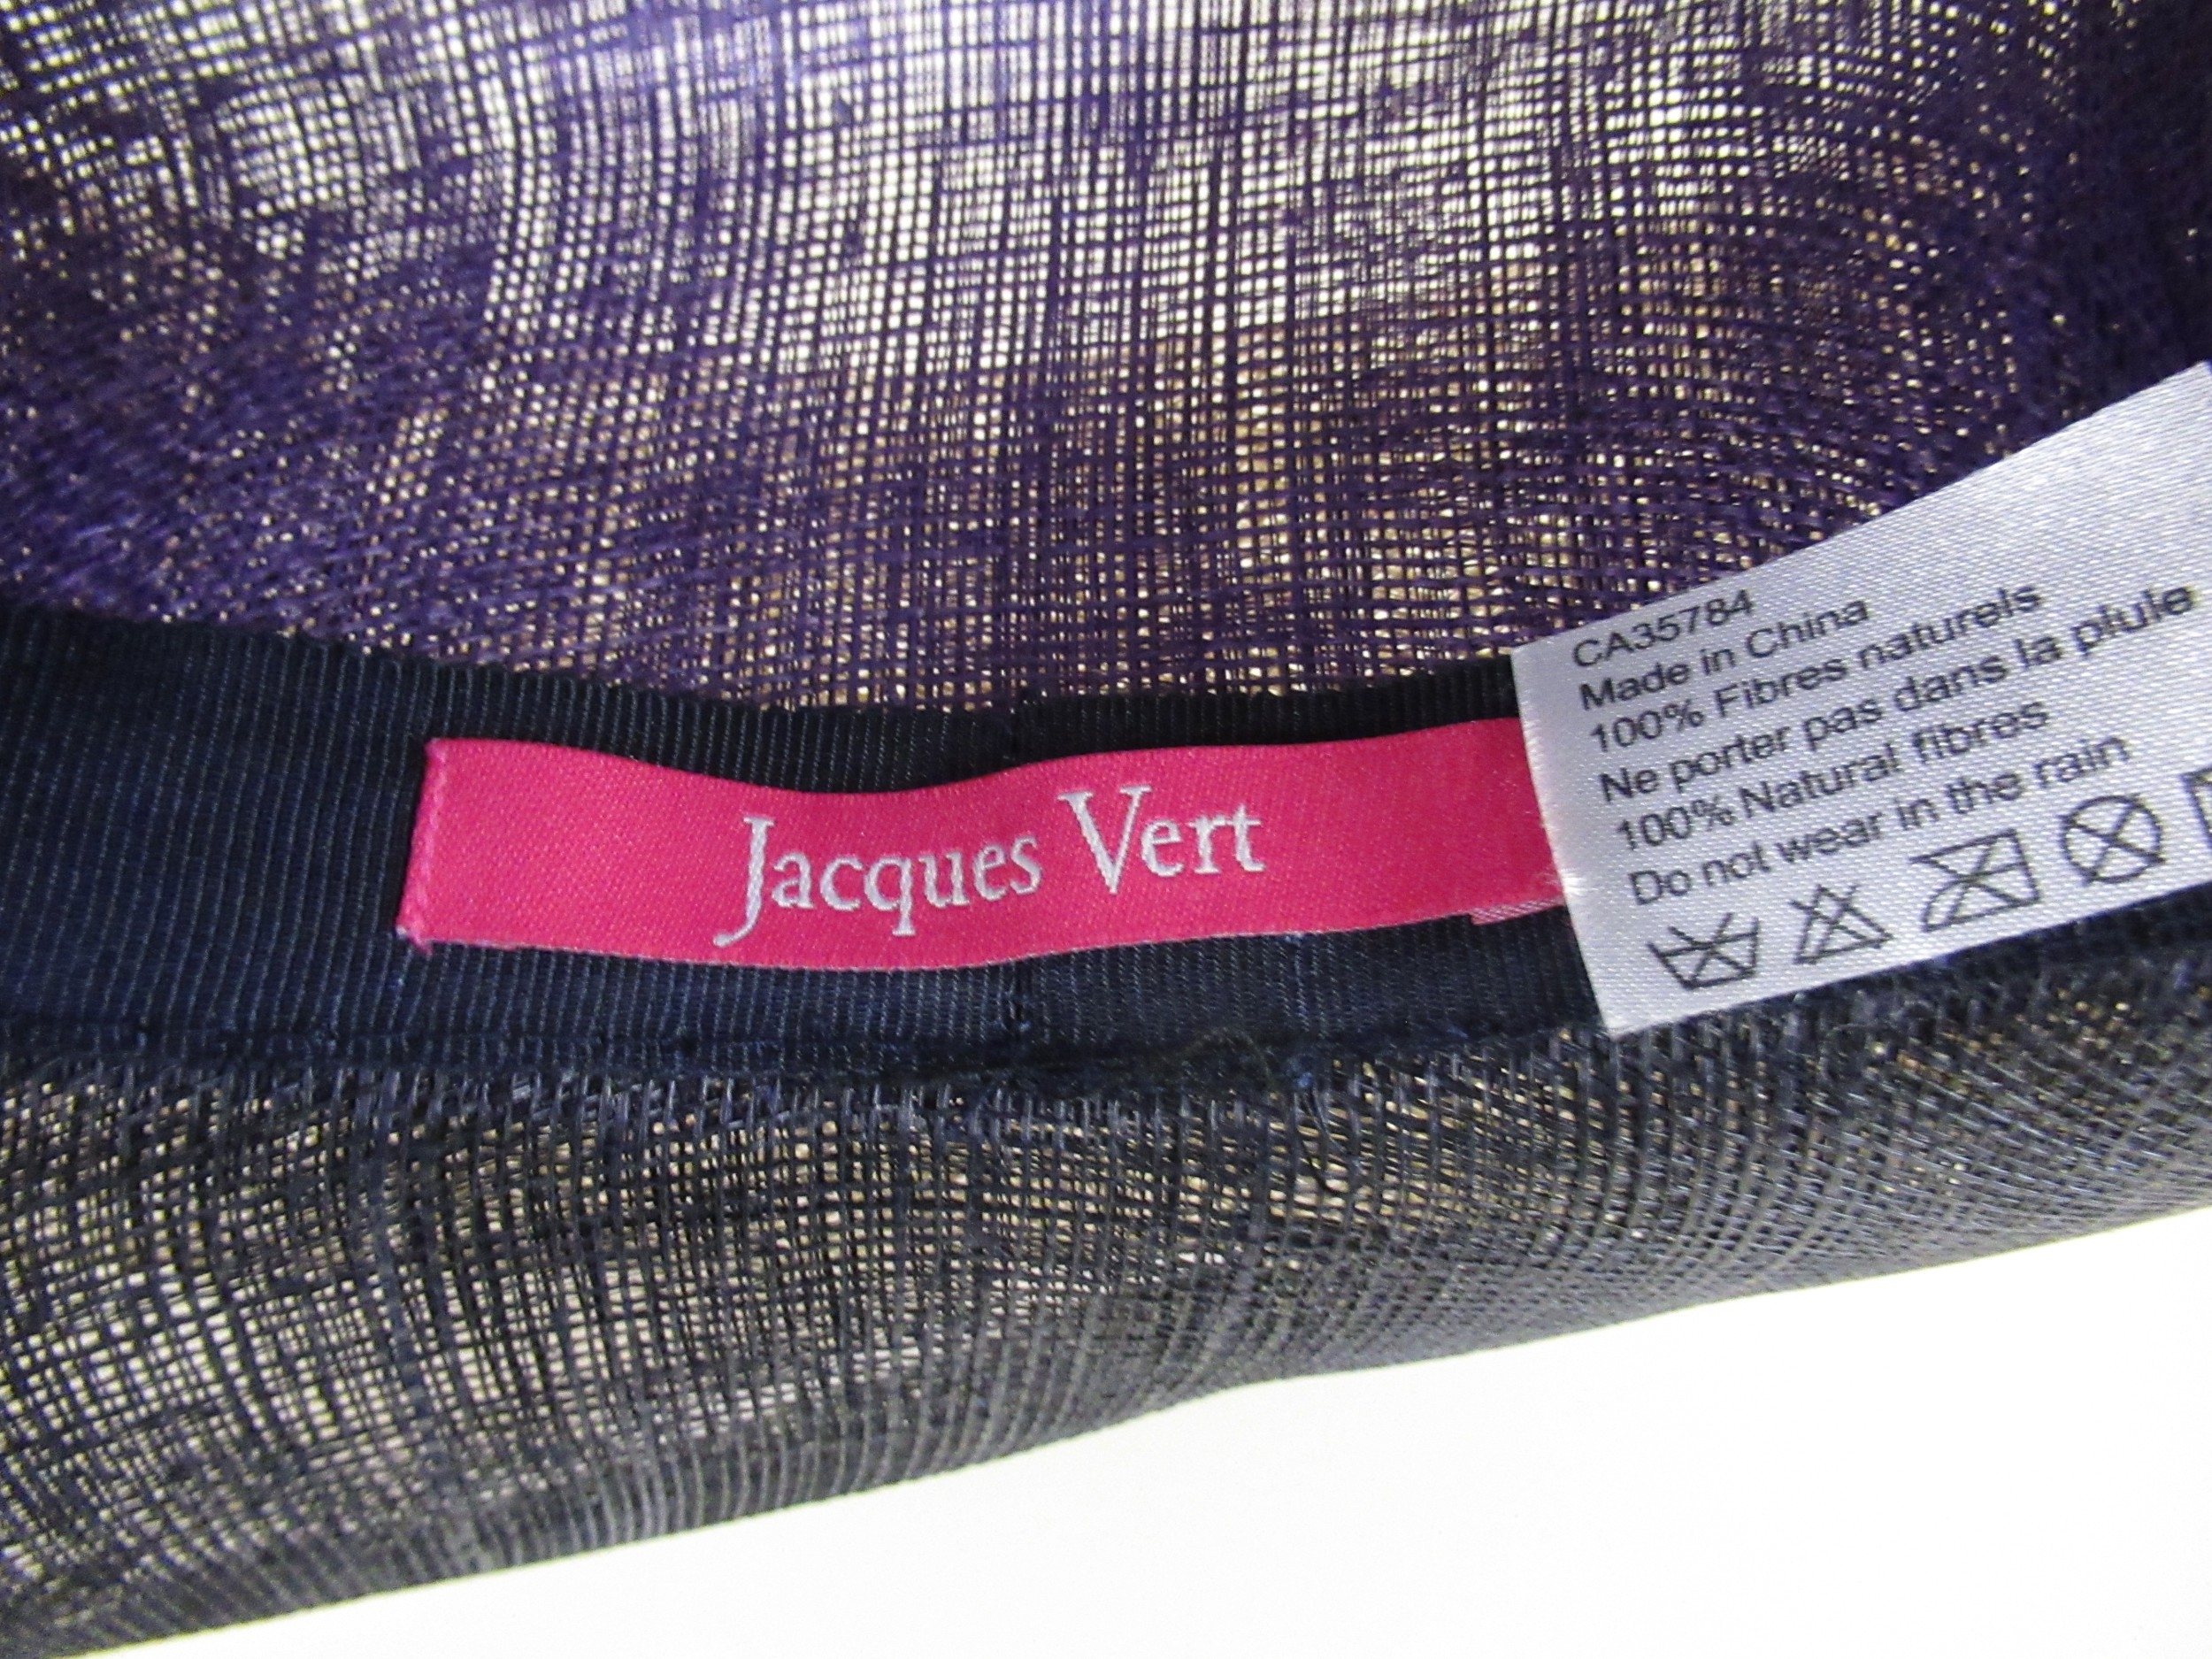 Jacques Vert
CA35784
Made in China
100% Fibres naturels
Ne porter pas dans la pluie
100% Natural fibres
Do not wear in the rain